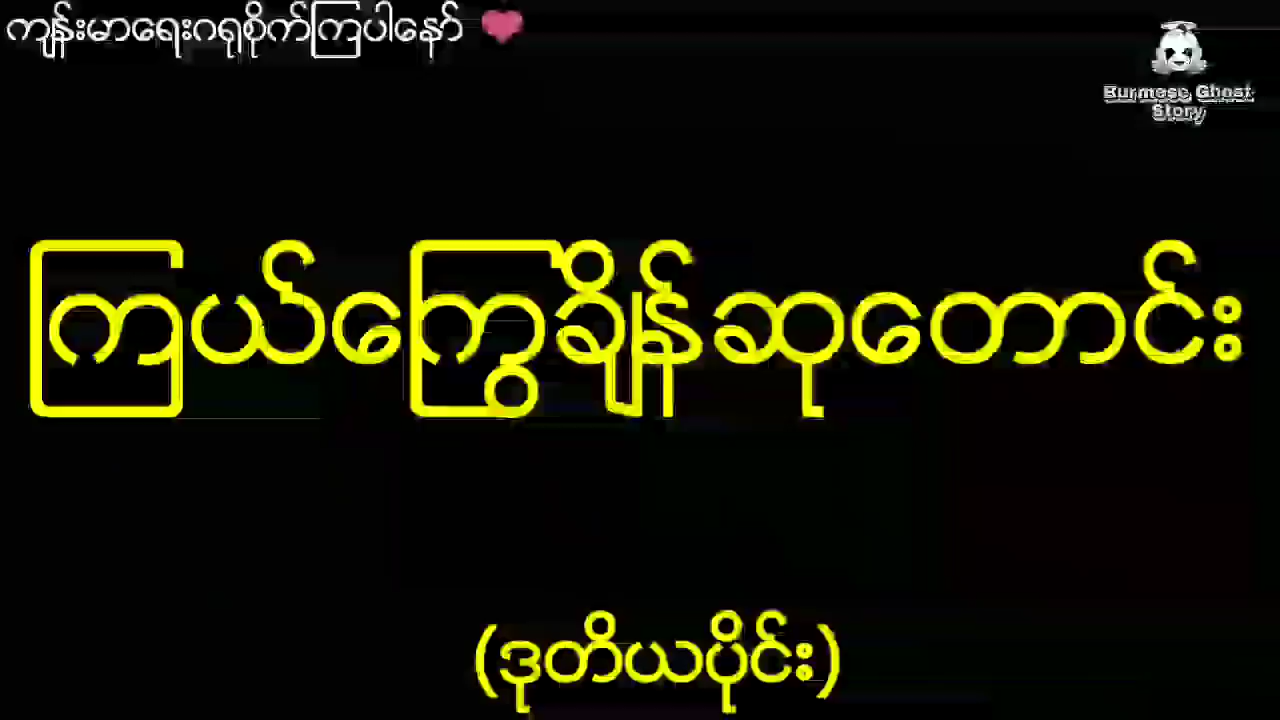 ကျန်းမာရေးဂရုစိုက်ကြပါနော် ❤
Burmese Ghost
Story
ကြယ်ကြွေချိန်ဆုတောင်း
(ဒုတိယပိုင်း)